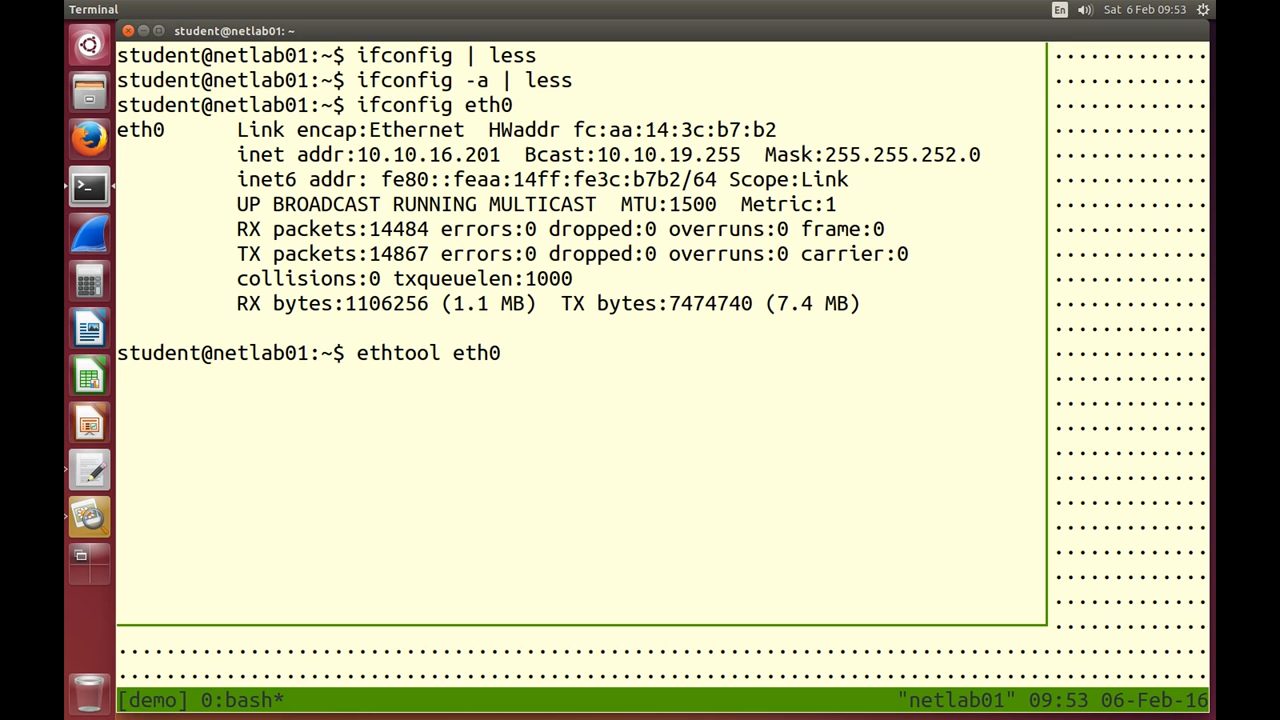 Terminal
En
Sat 6 Feb 09:53
student@netlab01: ~
student@netlab01:~$ ifconfig | less
student@netlab01:~$ ifconfig -a | less
student@netlab01:~$ ifconfig eth0
eth0      Link encap:Ethernet  HWaddr fc:aa:14:3c:b7:b2
          inet addr:10.10.16.201  Bcast:10.10.19.255  Mask:255.255.252.0
          inet6 addr: fe80::feaa:14ff:fe3c:b7b2/64 Scope:Link
          UP BROADCAST RUNNING MULTICAST  MTU:1500  Metric:1
          RX packets:14484 errors:0 dropped:0 overruns:0 frame:0
          TX packets:14867 errors:0 dropped:0 overruns:0 carrier:0
          collisions:0 txqueuelen:1000
          RX bytes:1106256 (1.1 MB)  TX bytes:7474740 (7.4 MB)
student@netlab01:~$ ethtool eth0
[demo] 0:bash*
"netlab01" 09:53 06-Feb-16